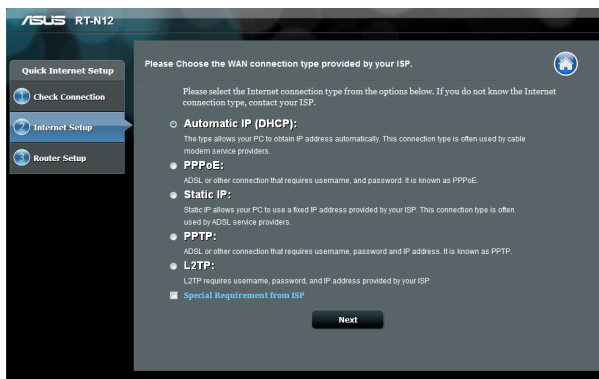 ASUS RT-N12
Quick Internet Setup
1 Check Connection
2 Internet Setup
3 Router Setup
Please Choose the WAN connection type provided by your ISP.
Please select the Internet connection type from the options below. If you do not know the Internet
connection type, contact your ISP.
Automatic IP (DHCP):
The type allows your PC to obtain IP address automatically. This connection type is often used by cable
modem service providers.
PPPoE:
ADSL or other connection that requires username, and password. It is known as PPPoE.
Static IP:
Static IP allows your PC to use a fixed IP address provided by your ISP. This connection type is often
used by ADSL service providers.
PPTP:
ADSL or other connection that requires username, password and IP address. It is known as PPTP.
L2TP:
L2TP requires username, password, and IP address provided by your ISP.
Special Requirement from ISP
Next